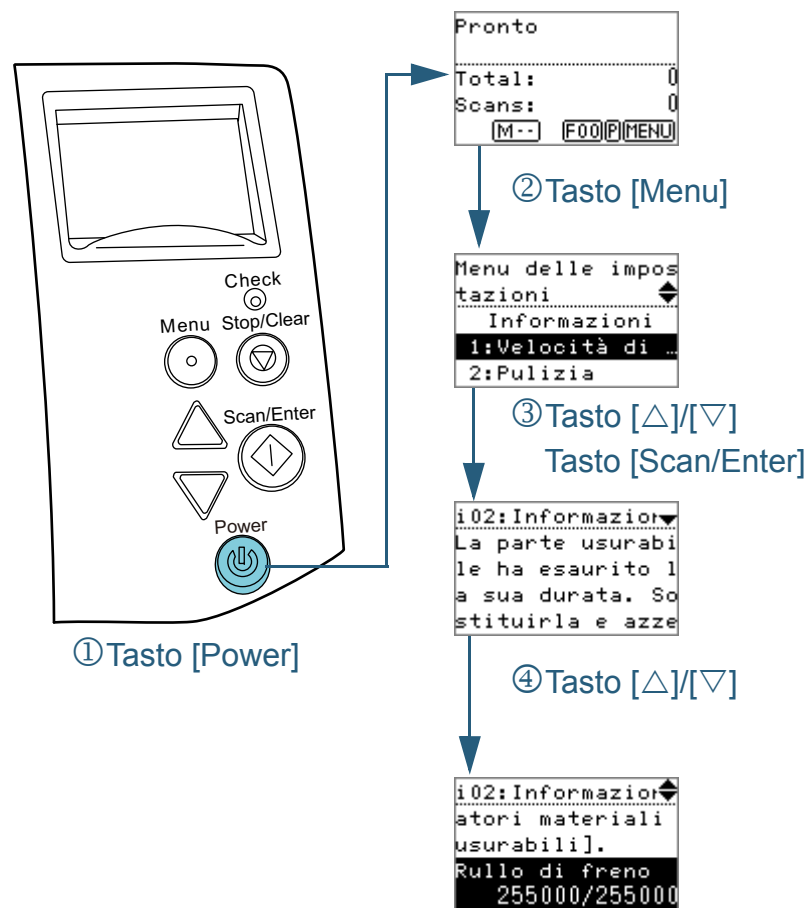 Check
Menu
Stop/Clear
Scan/Enter
Power
①Tasto [Power]
Pronto
Total: 0
Scans: 0
M-- F00 P MENU
②Tasto [Menu]
Menu delle impos
tazioni
Informazioni
1:Velocità di …
2:Pulizia
③Tasto [△]/[▽]
Tasto [Scan/Enter]
i02:Informazion
La parte usurabi
le ha esaurito l
a sua durata. So
stituirla e azze
④Tasto [△]/[▽]
i02:Informazion
atori materiali
usurabili].
Rullo di freno
255000/255000